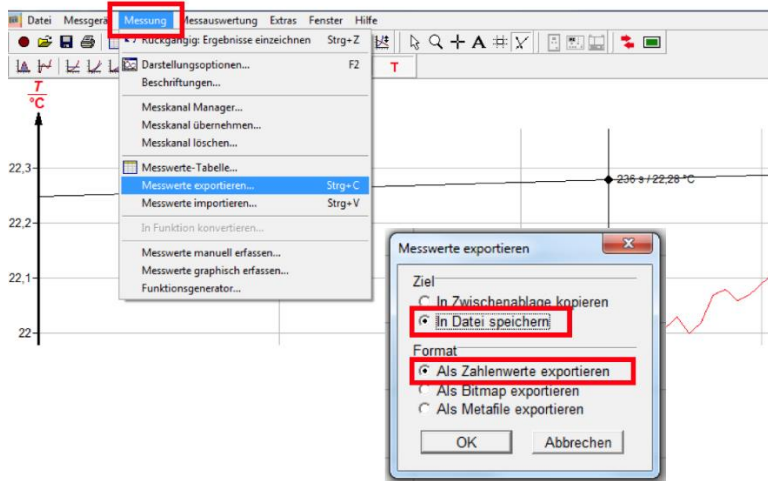 Datei Messgerä Messung Messauswertung Extras Fenster Hilfe
Rückgängig: Ergebnisse einzeichnen Strg+Z
Darstellungsoptionen... F2
Beschriftungen...
Messkanal Manager...
Messkanal übernehmen...
Messkanal löschen...
Messwerte-Tabelle...
Messwerte exportieren... Strg+C
Messwerte importieren... Strg+V
In Funktion konvertieren...
Messwerte manuell erfassen...
Messwerte graphisch erfassen...
Funktionsgenerator...
A
T
T
°C
22,3
22,2
22,1
22
236 s / 22,28 °C
Messwerte exportieren
Ziel
In Zwischenablage kopieren
In Datei speichern
Format
Als Zahlenwerte exportieren
Als Bitmap exportieren
Als Metafile exportieren
OK Abbrechen